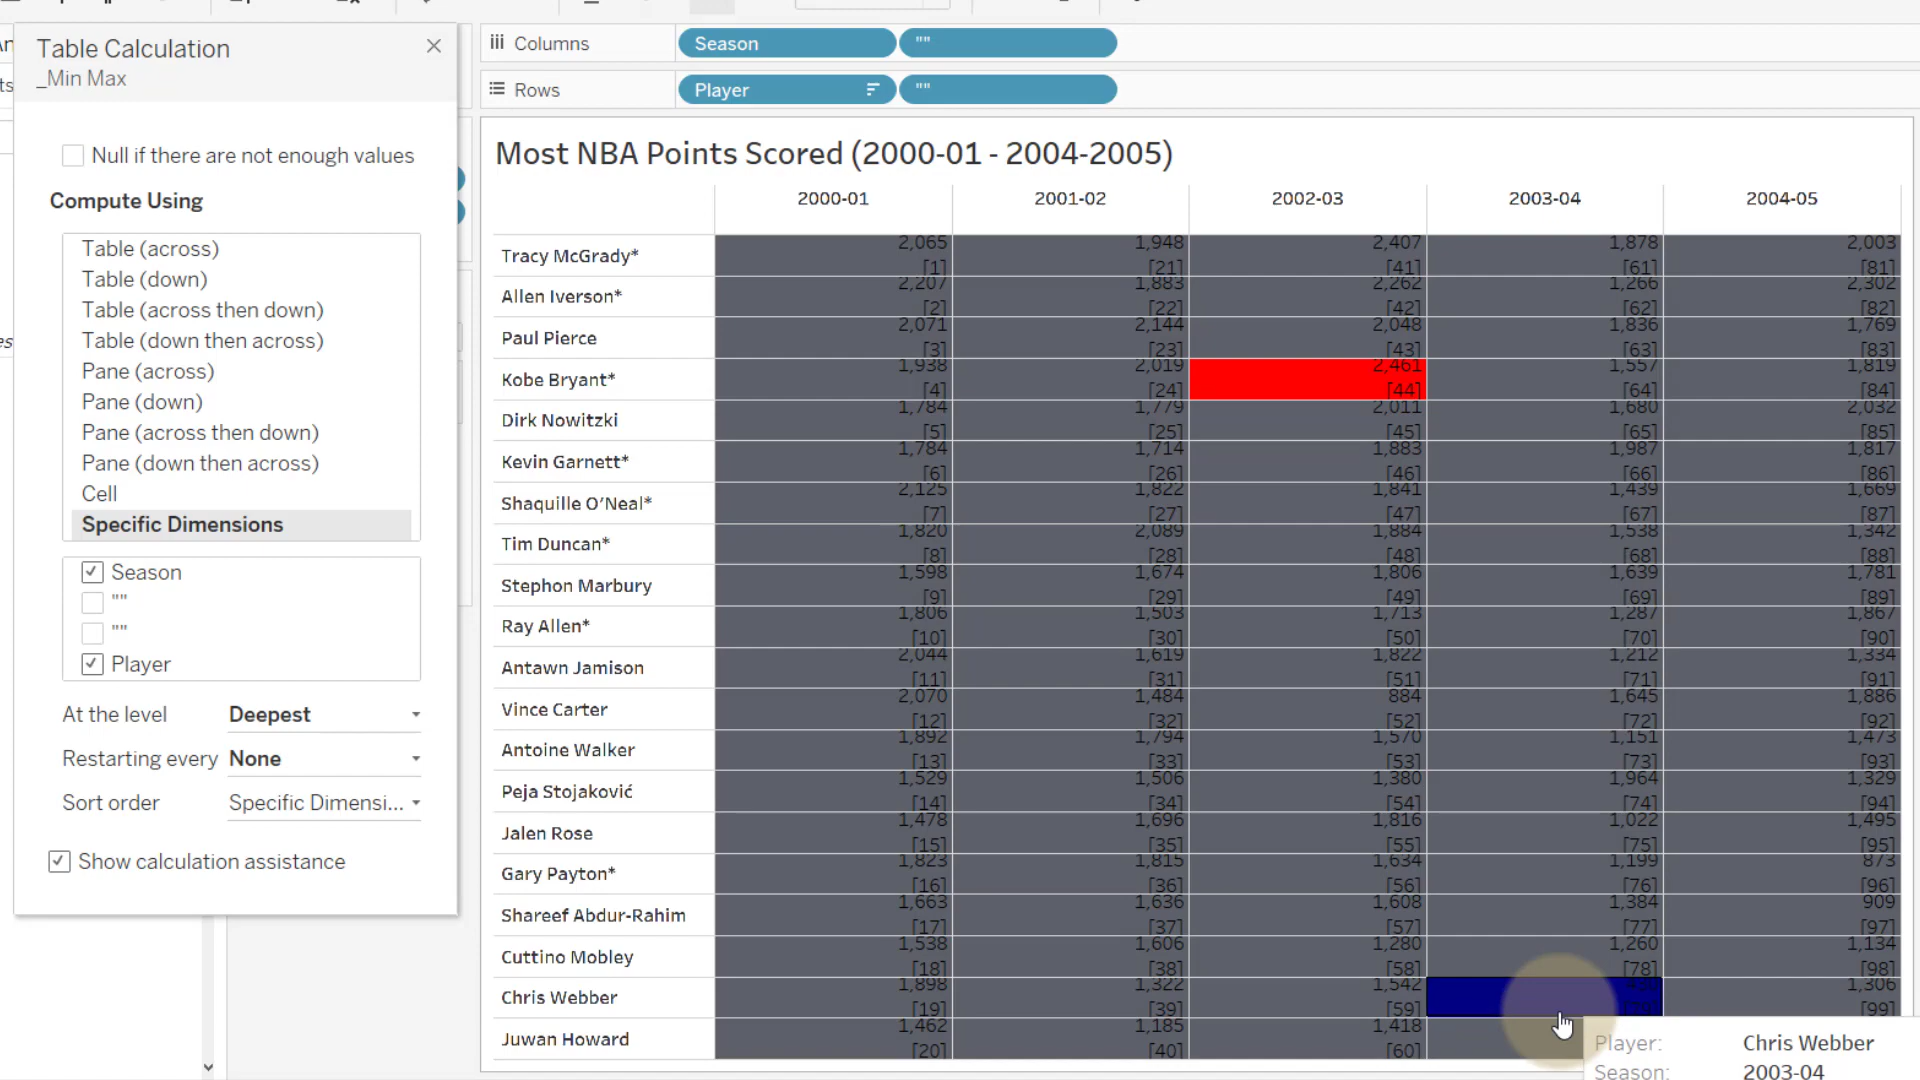 Table Calculation
_Min Max
Null if there are not enough values
Compute Using
Table (across)
Table (down)
Table (across then down)
Table (down then across)
Pane (across)
Pane (down)
Pane (across then down)
Pane (down then across)
Cell
Specific Dimensions
Season
""
""
Player
At the level Deepest
Restarting every None
Sort order Specific Dimensi...
Show calculation assistance
Columns Season ""
Rows Player ""
Most NBA Points Scored (2000-01 - 2004-2005)
2000-01 2001-02 2002-03 2003-04 2004-05
Tracy McGrady* 2,065 1,948 2,407 1,878 2,003
[1] [21] [41] [61] [81]
Allen Iverson* 2,207 1,883 2,262 1,266 2,302
[2] [22] [42] [62] [82]
Paul Pierce 2,071 2,144 2,048 1,836 1,769
[3] [23] [43] [63] [83]
Kobe Bryant* 1,938 2,019 2,461 1,557 1,819
[4] [24] [44] [64] [84]
Dirk Nowitzki 1,784 1,779 2,011 1,680 2,032
[5] [25] [45] [65] [85]
Kevin Garnett* 1,784 1,714 1,883 1,987 1,817
[6] [26] [46] [66] [86]
Shaquille O'Neal* 2,125 1,822 1,841 1,439 1,669
[7] [27] [47] [67] [87]
Tim Duncan* 1,820 2,089 1,884 1,538 1,342
[8] [28] [48] [68] [88]
Stephon Marbury 1,598 1,674 1,806 1,639 1,781
[9] [29] [49] [69] [89]
Ray Allen* 1,806 1,503 1,713 1,287 1,867
[10] [30] [50] [70] [90]
Antawn Jamison 2,044 1,619 1,822 1,212 1,334
[11] [31] [51] [71] [91]
Vince Carter 2,070 1,484 884 1,645 1,886
[12] [32] [52] [72] [92]
Antoine Walker 1,892 1,794 1,570 1,151 1,473
[13] [33] [53] [73] [93]
Peja Stojaković 1,529 1,506 1,380 1,964 1,329
[14] [34] [54] [74] [94]
Jalen Rose 1,478 1,696 1,816 1,022 1,495
[15] [35] [55] [75] [95]
Gary Payton* 1,823 1,815 1,634 1,199 873
[16] [36] [56] [76] [96]
Shareef Abdur-Rahim 1,663 1,636 1,608 1,384 909
[17] [37] [57] [77] [97]
Cuttino Mobley 1,538 1,606 1,280 1,260 1,134
[18] [38] [58] [78] [98]
Chris Webber 1,898 1,322 1,542 1,306
[19] [39] [59] [99]
Juwan Howard 1,462 1,185 1,418
[20] [40] [60]
Player: Chris Webber
Season: 2003-04